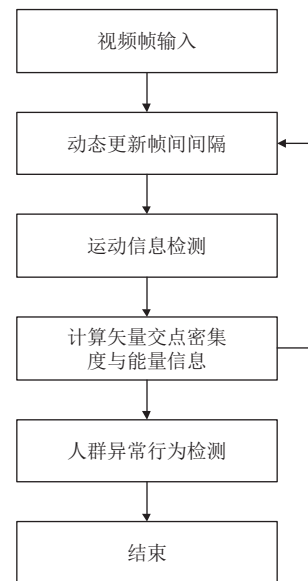 视频帧输入
动态更新帧间间隔
运动信息检测
计算矢量交点密集
度与能量信息
人群异常行为检测
结束